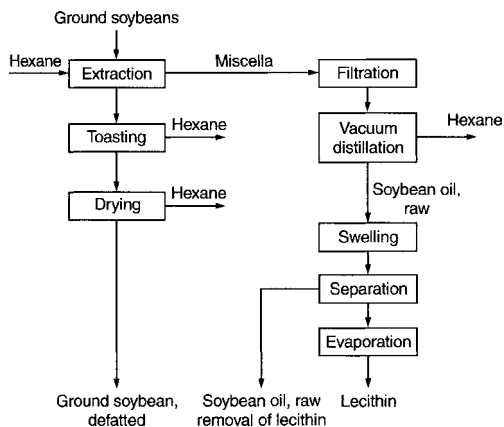 Ground soybeans
Hexane
Extraction
Miscella
Filtration
Toasting
Hexane
Vacuum
distillation
Hexane
Drying
Hexane
Soybean oil,
raw
Swelling
Separation
Evaporation
Ground soybean,
defatted
Soybean oil, raw
removal of lecithin
Lecithin